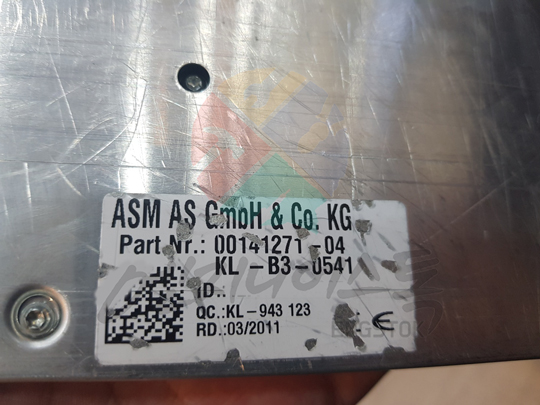 ASM AS GmbH & Co. KG
Part Nr.: 00141271 -04
KL -B3-0541
ID.:
QC.:KL-943 123
RD.:03/2011
CE